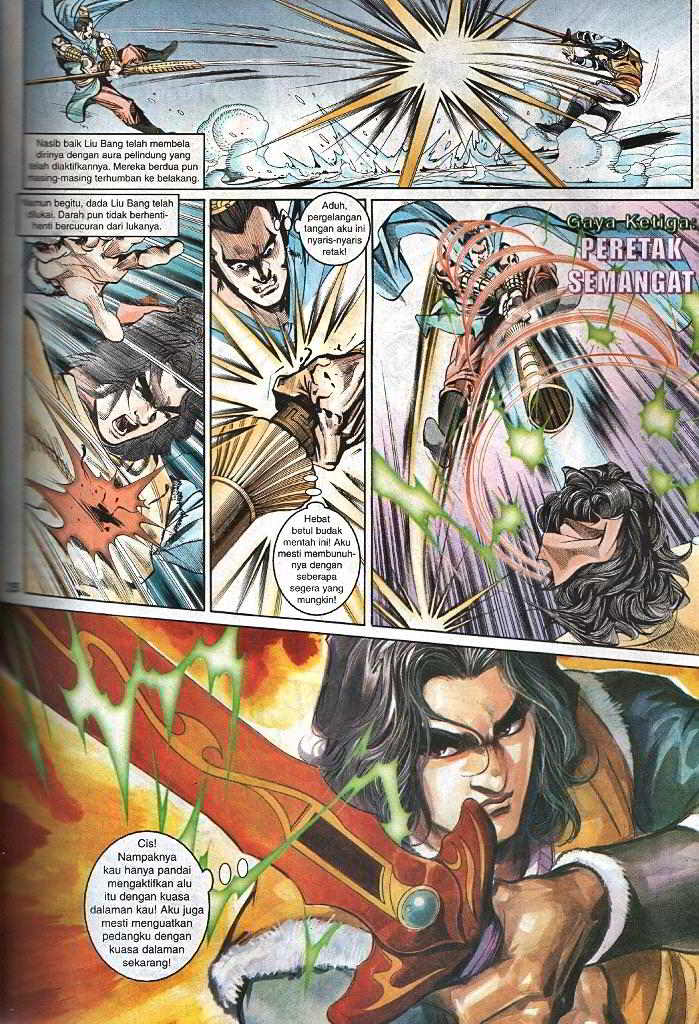 Nasib baik Liu Bang telah membela
dirinya dengan aura pelindung yang
telah diaktifkannya. Mereka berdua pun
masing-masing terhumban ke belakang.
Namun begitu, dada Liu Bang telah
dilukai. Darah pun tidak berhenti-
henti bercucuran dari lukanya.
Aduh,
pergelangan
tangan aku ini
nyaris-nyaris
retak!
Hebat
betul budak
mentah ini! Aku
mesti membunuh-
nya dengan
seberapa
segera yang
mungkin!
Gaya Ketiga:
PERETAK
SEMANGAT
Cis!
Nampaknya
kau hanya pandai
mengaktifkan alu
itu dengan kuasa
dalaman kau! Aku juga
mesti menguatkan
pedangku dengan
kuasa dalaman
sekarang!